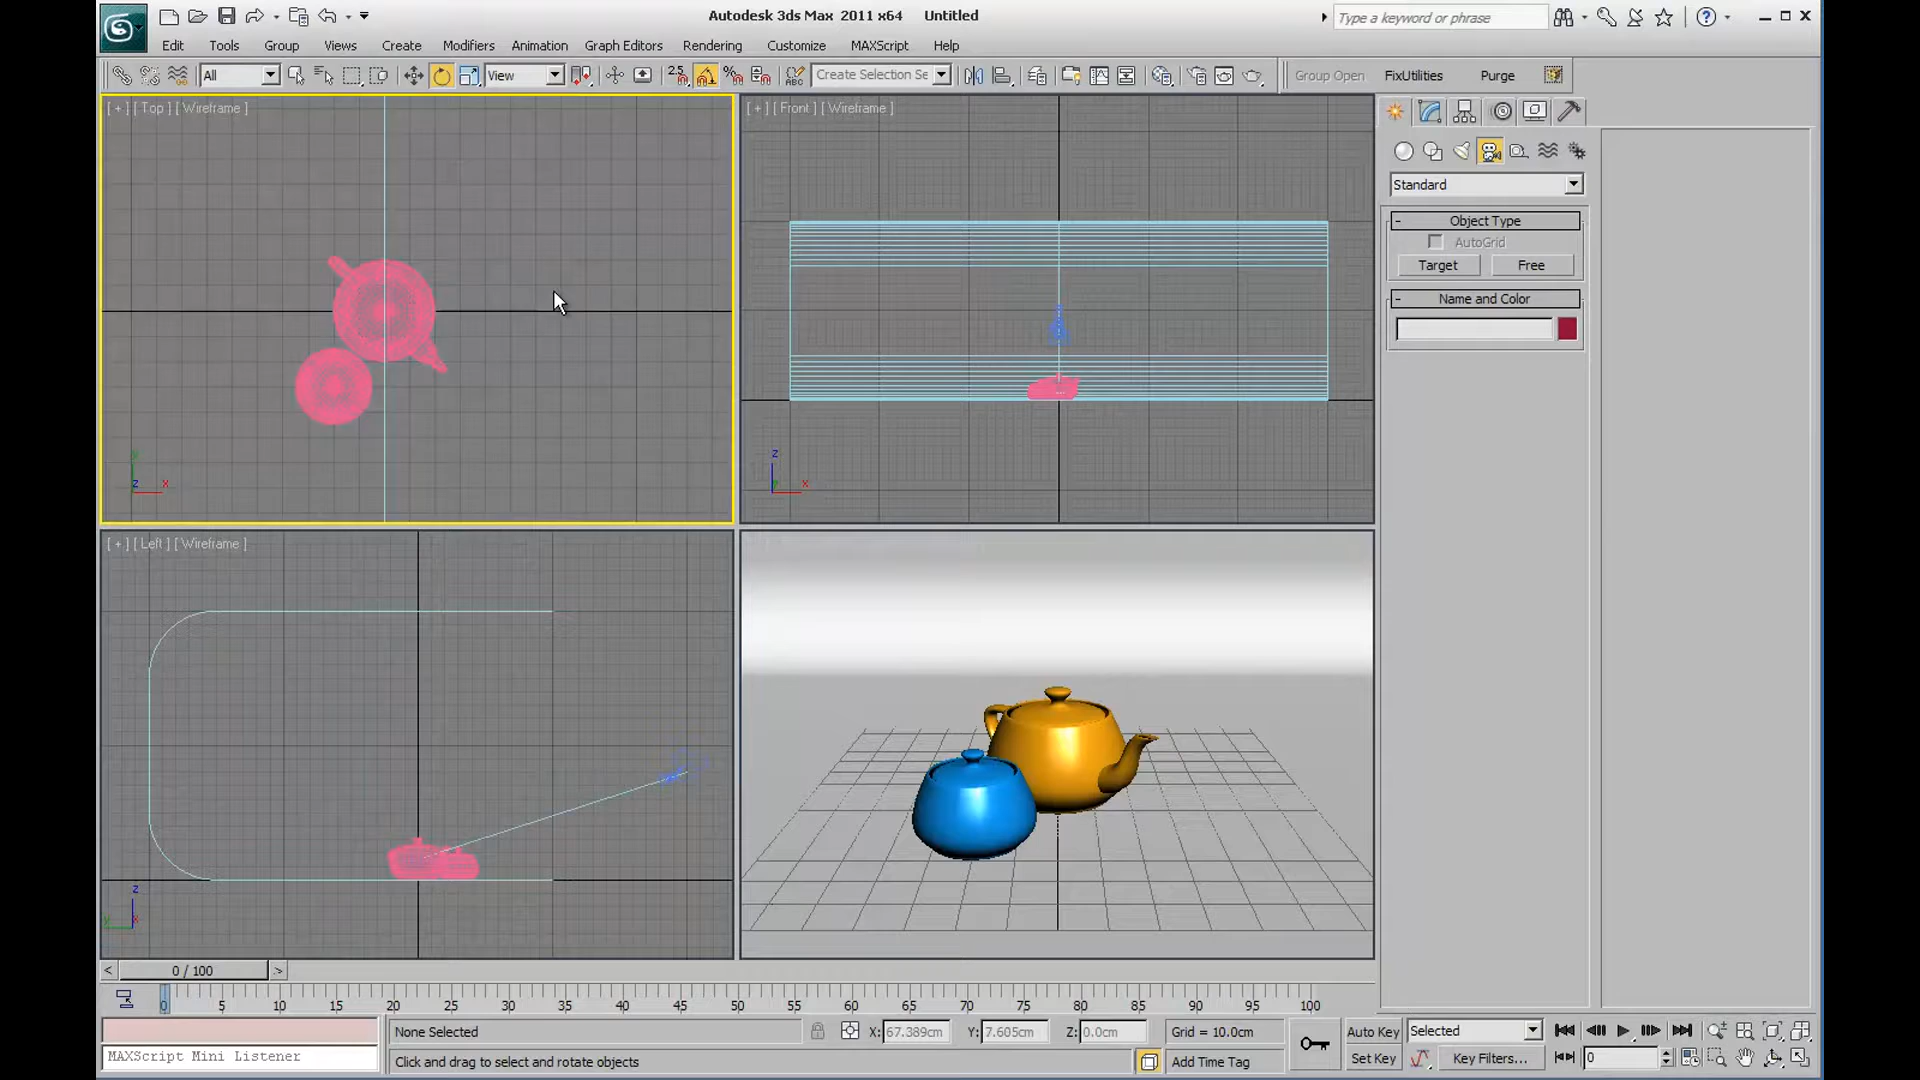 Autodesk 3ds Max 2011 x64 Untitled
Type a keyword or phrase
Edit Tools Group Views Create Modifiers Animation Graph Editors Rendering Customize MAXScript Help
All View 2.5 ABC Create Selection Se Group Open FixUtilities Purge
[ + ] [ Top ] [ Wireframe ]
[ + ] [ Front ] [ Wireframe ]
Standard
- Object Type
AutoGrid
Target Free
- Name and Color
y
z x
z
x
[ + ] [ Left ] [ Wireframe ]
z
y x
< 0 / 100 >
0 5 10 15 20 25 30 35 40 45 50 55 60 65 70 75 80 85 90 95 100
None Selected X: 67.389cm Y: 7.605cm Z: 0.0cm Grid = 10.0cm Auto Key Selected
MAXScript Mini Listener Click and drag to select and rotate objects Add Time Tag Set Key Key Filters... 0